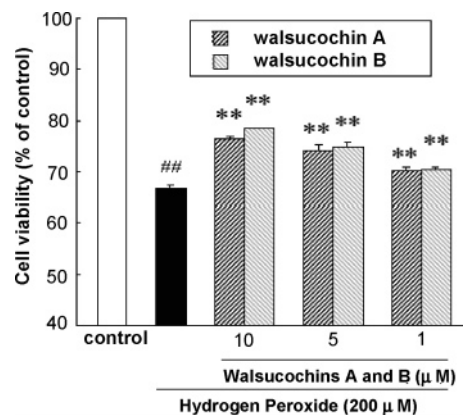 100
90
80
70
60
50
40
Cell viability (% of control)
walsucochin A
walsucochin B
##
** **
** **
** **
control
10 5 1
Walsucochins A and B (μ M)
Hydrogen Peroxide (200 μ M)